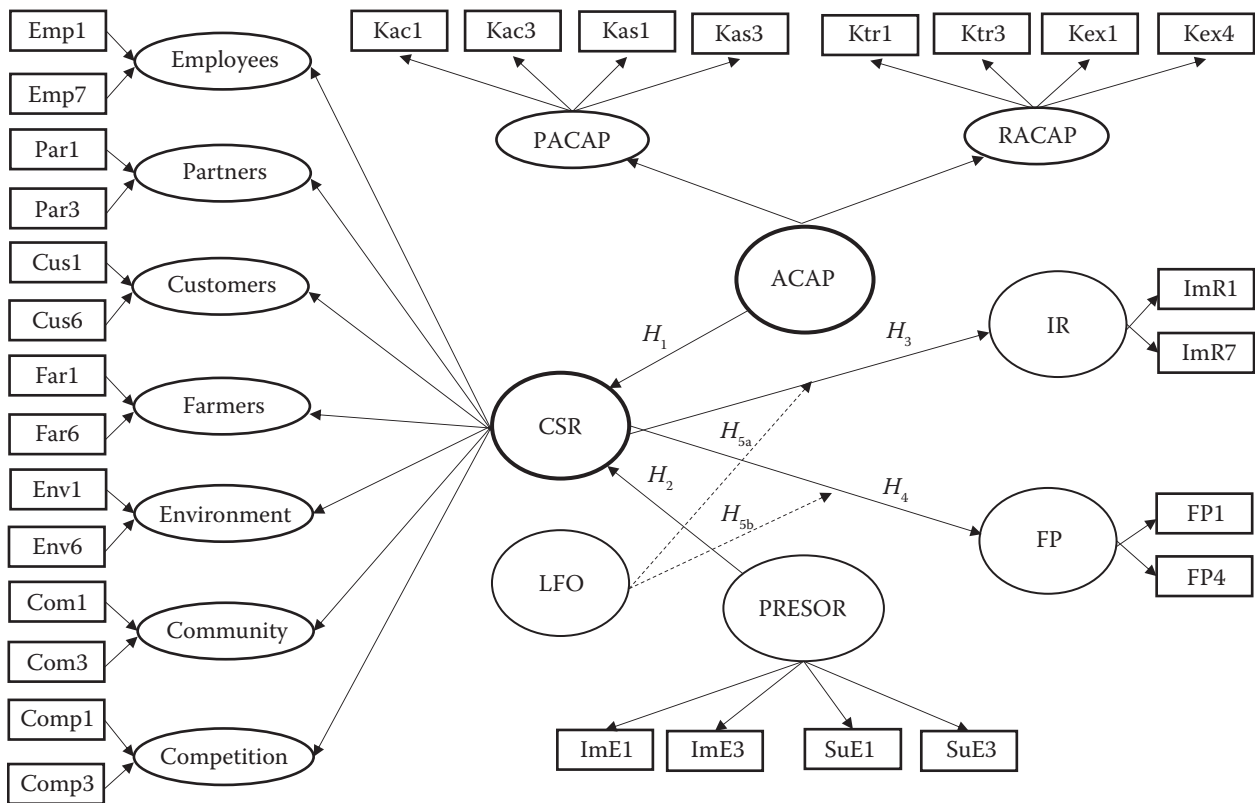 Emp1
Emp7
Employees
Par1
Par3
Partners
Cus1
Cus6
Customers
Far1
Far6
Farmers
Env1
Env6
Environment
Com1
Com3
Community
Comp1
Comp3
Competition
Kac1
Kac3
Kas1
Kas3
PACAP
Ktr1
Ktr3
Kex1
Kex4
RACAP
ACAP
H1
H3
IR
ImR1
ImR7
CSR
H5a
H2
H4
H5b
LFO
FP
FP1
FP4
PRESOR
ImE1
ImE3
SuE1
SuE3